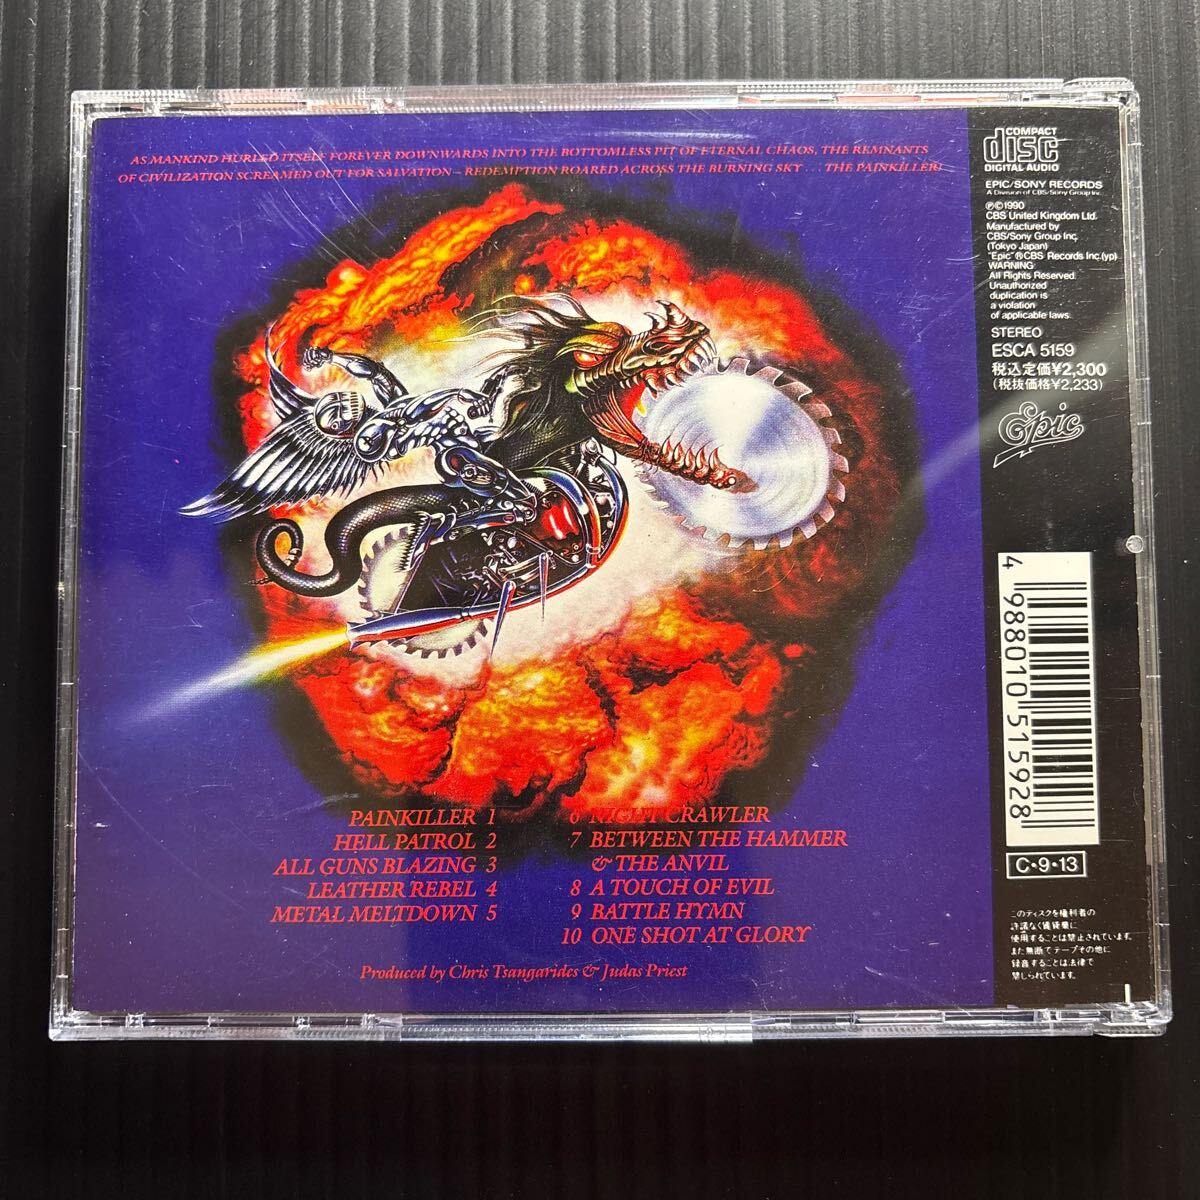 AS MANKIND HURLED ITSELF FOREVER DOWNWARDS INTO THE BOTTOMLESS PIT OF ETERNAL CHAOS, THE REMNANTS
OF CIVILIZATION SCREAMED OUT FOR SALVATION – REDEMPTION ROARED ACROSS THE BURNING SKY . . . THE PAINKILLER!
PAINKILLER 1
HELL PATROL 2
ALL GUNS BLAZING 3
LEATHER REBEL 4
METAL MELTDOWN 5
6 NIGHT CRAWLER
7 BETWEEN THE HAMMER
& THE ANVIL
8 A TOUCH OF EVIL
9 BATTLE HYMN
10 ONE SHOT AT GLORY
Produced by Chris Tsangarides & Judas Priest
COMPACT
disc
DIGITAL AUDIO
EPIC/SONY RECORDS
A Division of CBS/Sony Group Inc.
℗©1990
CBS United Kingdom Ltd.
Manufactured by
CBS/Sony Group Inc.
(Tokyo Japan)
"Epic"®CBS Records Inc.(yp)
WARNING:
All Rights Reserved.
Unauthorized
duplication is
a violation
of applicable laws.
STEREO
ESCA 5159
税込定価¥2,300
(税抜価格¥2,233)
Epic
4 988010 515928
C・9・13
このディスクを権利者の
許諾なく賃貸業に
使用することは禁止されています。
また無断でテープその他に
録音することは法律で
禁じられています。